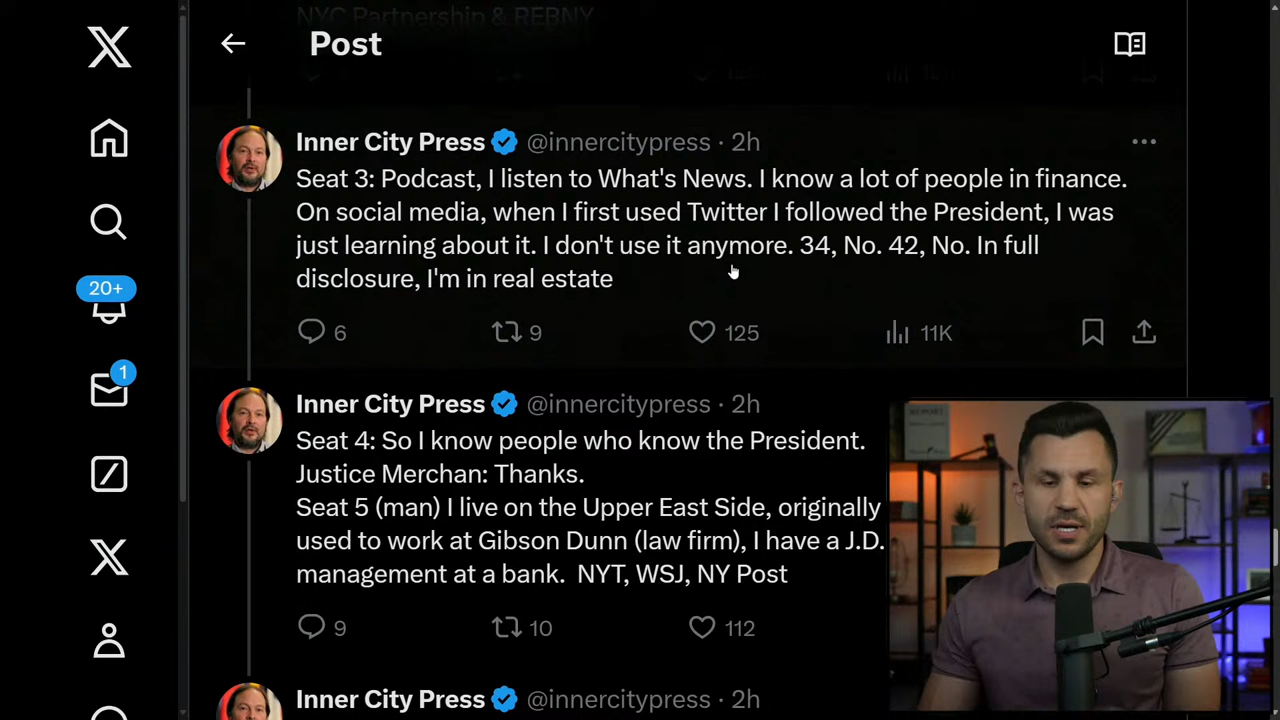 NYC Partnership & REBNY
Post
Inner City Press @innercitypress · 2h
Seat 3: Podcast, I listen to What's News. I know a lot of people in finance.
On social media, when I first used Twitter I followed the President, I was
just learning about it. I don't use it anymore. 34, No. 42, No. In full
disclosure, I'm in real estate
6 9 125 11K
20+
1
Inner City Press @innercitypress · 2h
Seat 4: So I know people who know the President.
Justice Merchan: Thanks.
Seat 5 (man) I live on the Upper East Side, originally
used to work at Gibson Dunn (law firm), I have a J.D.
management at a bank. NYT, WSJ, NY Post
9 10 112
Inner City Press @innercitypress · 2h
REPORT